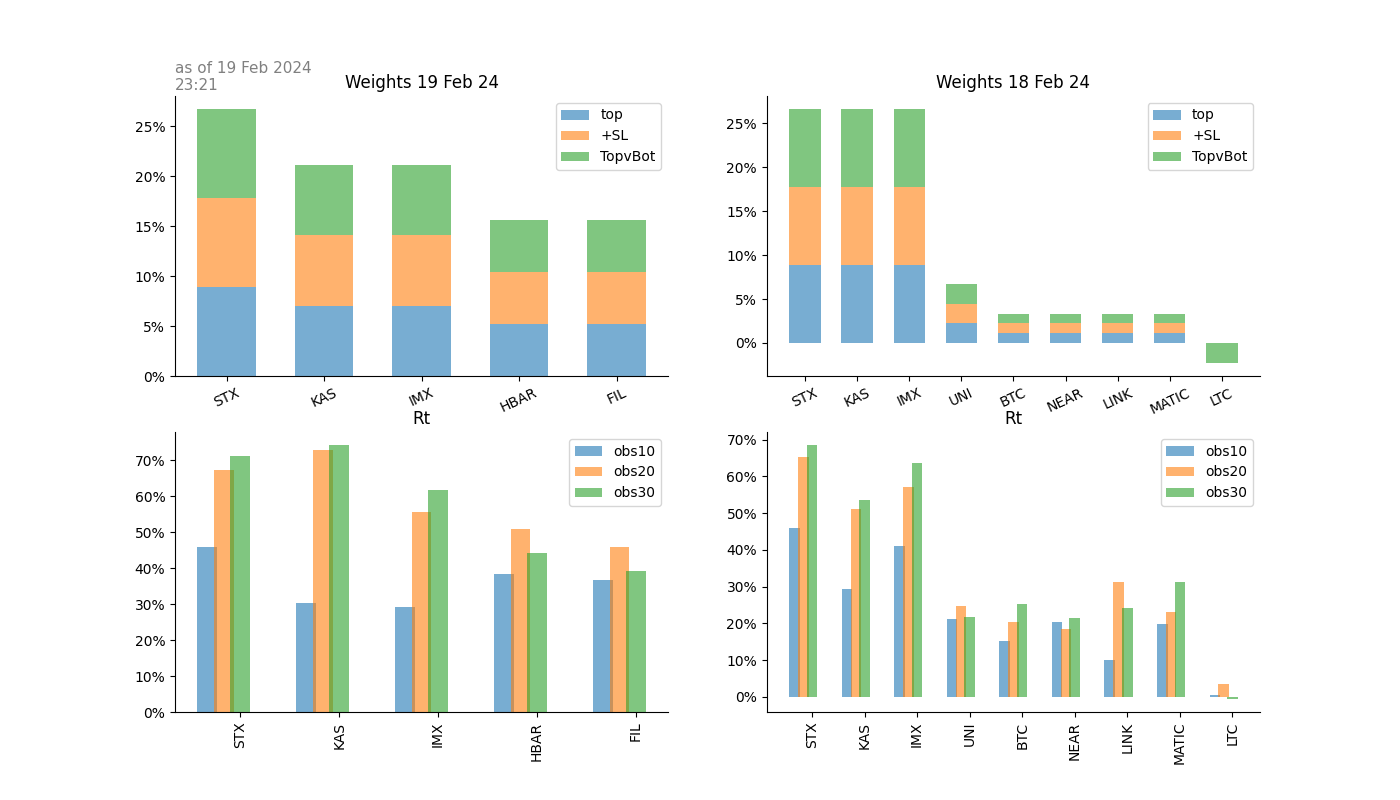 as of 19 Feb 2024
23:21
Weights 19 Feb 24
25%
20%
15%
10%
5%
0%
top
+SL
TopvBot
STX
KAS
IMX
HBAR
FIL
Weights 18 Feb 24
25%
20%
15%
10%
5%
0%
top
+SL
TopvBot
STX
KAS
IMX
UNI
BTC
NEAR
LINK
MATIC
LTC
Rt
70%
60%
50%
40%
30%
20%
10%
0%
obs10
obs20
obs30
STX
KAS
IMX
HBAR
FIL
Rt
70%
60%
50%
40%
30%
20%
10%
0%
obs10
obs20
obs30
STX
KAS
IMX
UNI
BTC
NEAR
LINK
MATIC
LTC